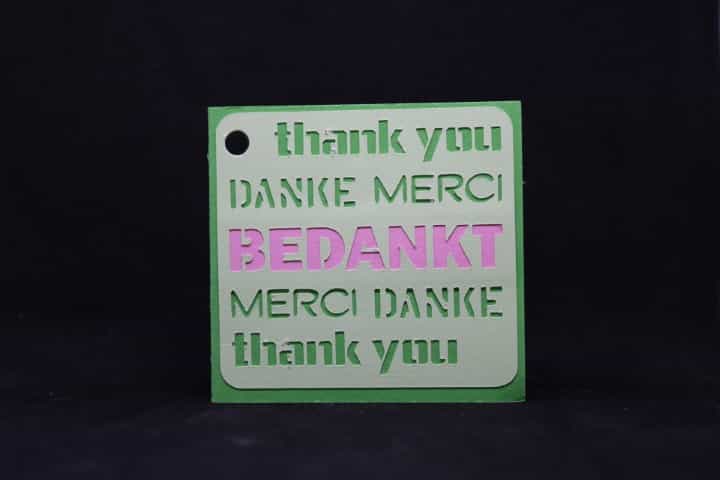 thank you
DANKE MERCI
BEDANKT
MERCI DANKE
thank you